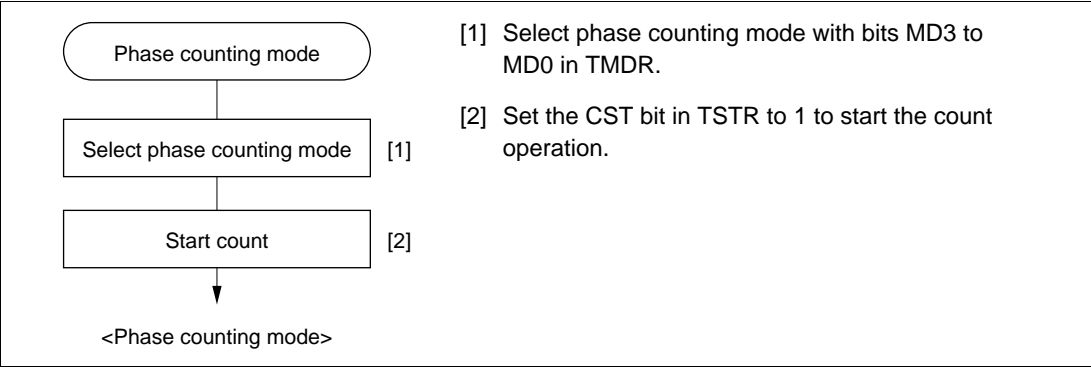 Phase counting mode
Select phase counting mode [1]
Start count [2]
<Phase counting mode>
[1] Select phase counting mode with bits MD3 to
MD0 in TMDR.
[2] Set the CST bit in TSTR to 1 to start the count
operation.